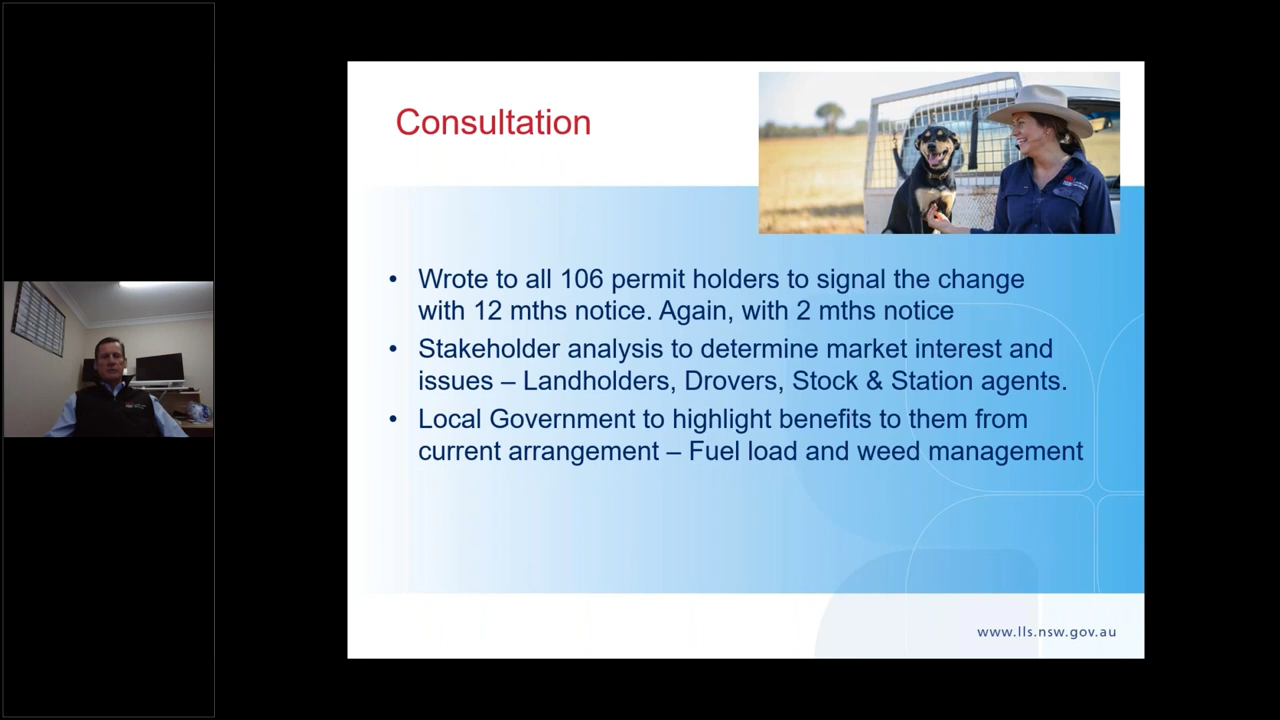 Consultation
• Wrote to all 106 permit holders to signal the change
with 12 mths notice. Again, with 2 mths notice
• Stakeholder analysis to determine market interest and
issues – Landholders, Drovers, Stock & Station agents.
• Local Government to highlight benefits to them from
current arrangement – Fuel load and weed management
www.lls.nsw.gov.au